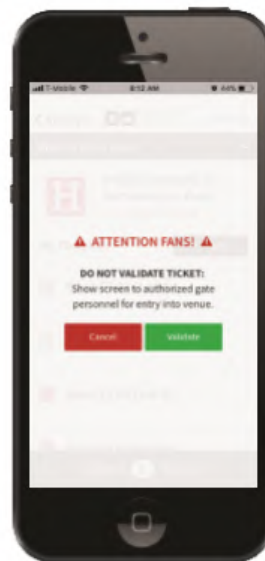 T-Mobile 8:12 AM 44%
H
⚠ ATTENTION FANS! ⚠
DO NOT VALIDATE TICKET:
Show screen to authorized gate
personnel for entry into venue.
Cancel Validate